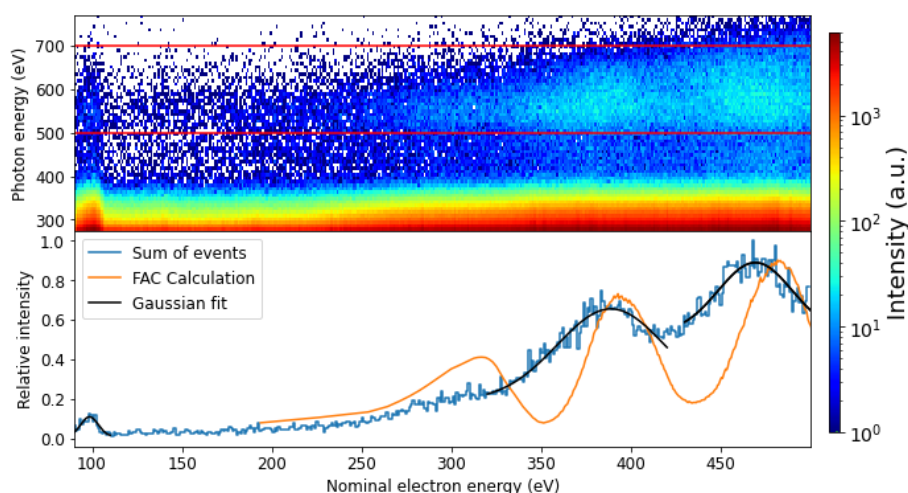 Photon energy (eV)
700
600
500
400
300
Intensity (a.u.)
10³
10²
10¹
10⁰
Relative intensity
1.0
0.8
0.6
0.4
0.2
0.0
Sum of events
FAC Calculation
Gaussian fit
100 150 200 250 300 350 400 450
Nominal electron energy (eV)